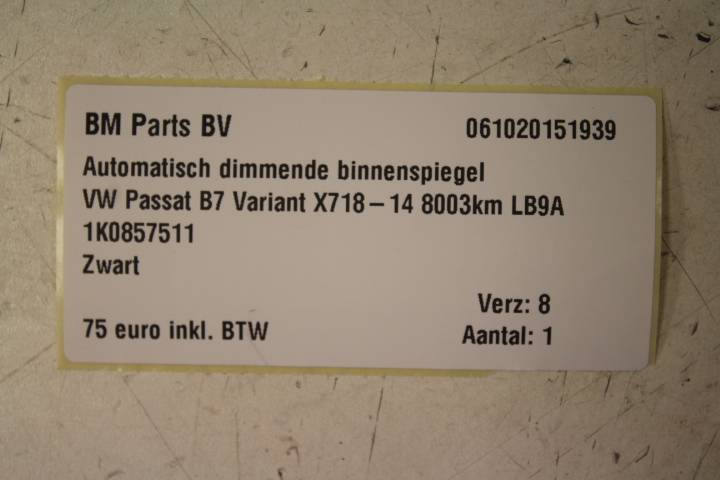 BM Parts BV 061020151939
Automatisch dimmende binnenspiegel
VW Passat B7 Variant X718 – 14 8003km LB9A
1K0857511
Zwart
Verz: 8
75 euro inkl. BTW Aantal: 1